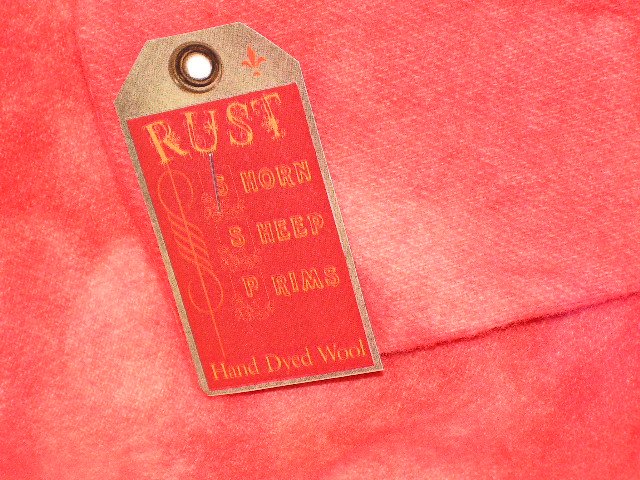 RUST
S HORN
S HEEP
P RIMS
Hand Dyed Wool